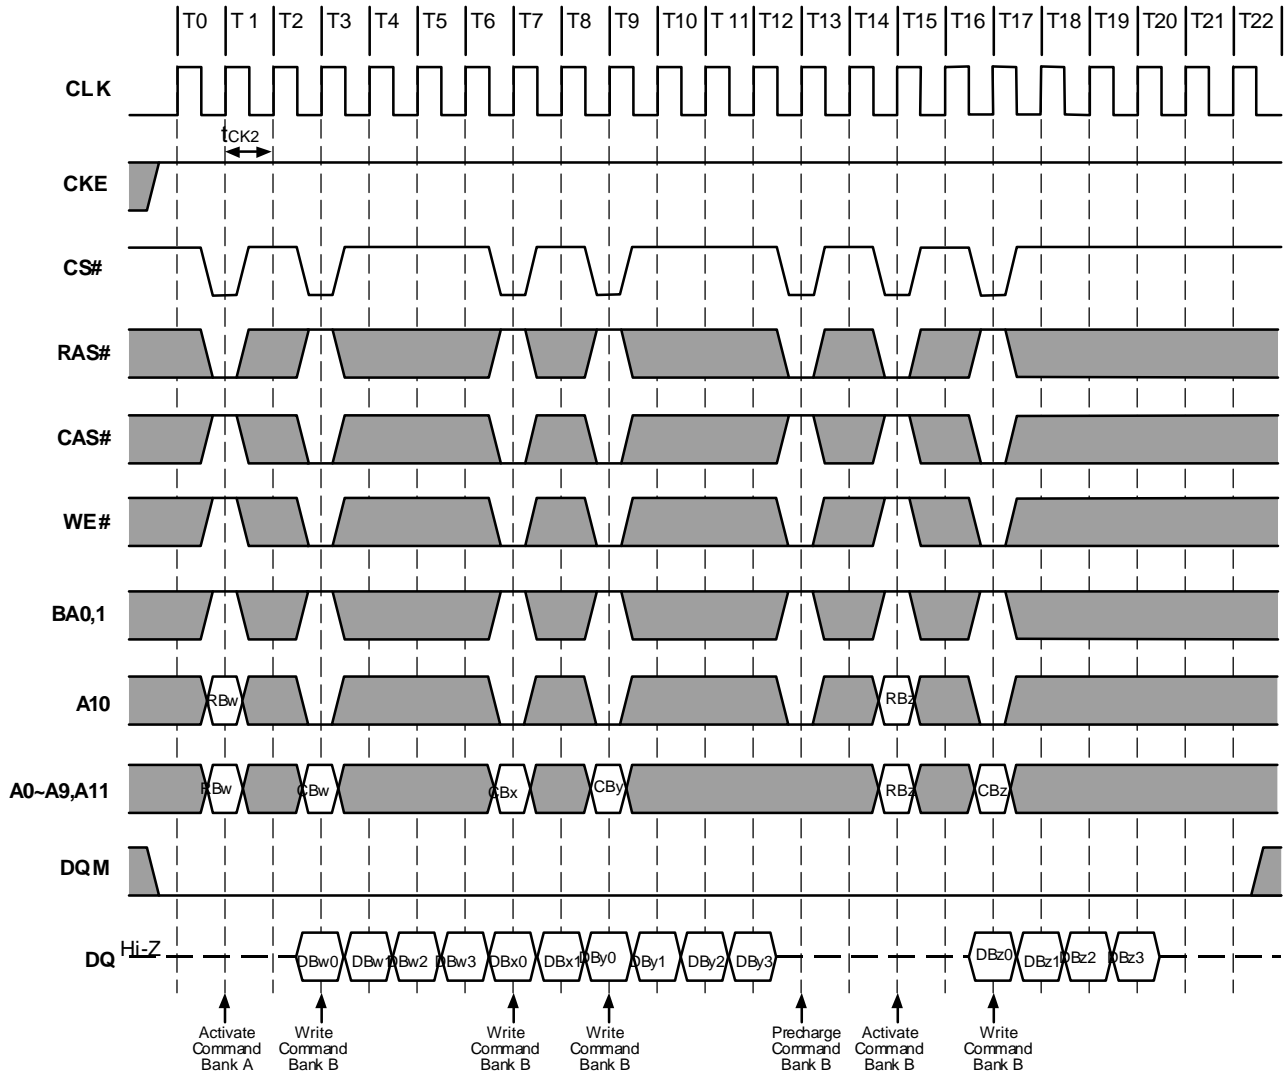 T0 T 1 T2 T3 T4 T5 T6 T7 T8 T9 T10 T 11 T12 T13 T14 T15 T16 T17 T18 T19 T20 T21 T22
CLK
tCK2
CKE
CS#
RAS#
CAS#
WE#
BA0,1
A10 RBw RBz
A0~A9,A11 RBw CBw CBx CBy RBz CBz
DQM
DQ Hi-Z DBw0 DBw1 DBw2 DBw3 DBx0 DBx1 DBy0 DBy1 DBy2 DBy3 DBz0 DBz1 DBz2 DBz3
Activate Command Bank A
Write Command Bank B
Write Command Bank B
Write Command Bank B
Precharge Command Bank B
Activate Command Bank B
Write Command Bank B